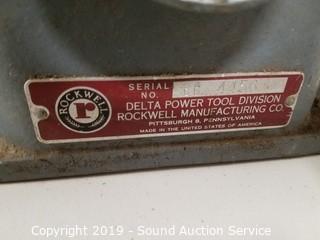 SERIAL
NO.
ROCKWELL
r
DELTA POWER TOOL DIVISION
ROCKWELL MANUFACTURING CO.
PITTSBURGH 8, PENNSYLVANIA
MADE IN THE UNITED STATES OF AMERICA
Copyright 2019 - Sound Auction Service